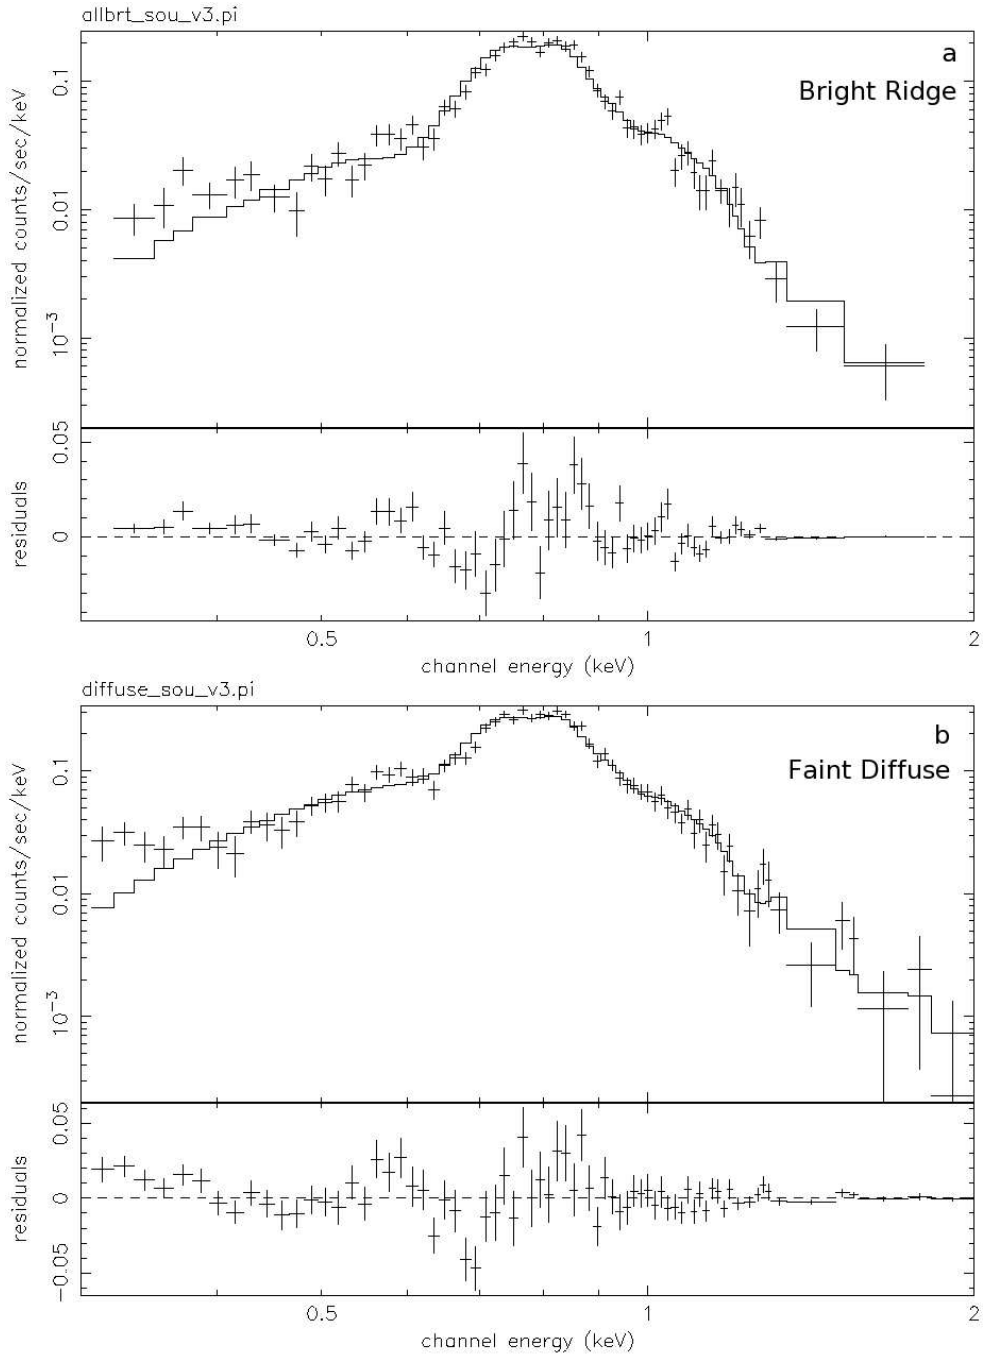 allbrt_sou_v3.pi
a
Bright Ridge
normalized counts/sec/keV
0.1
0.01
10⁻³
residuals
0.05
0
0.5
1
2
channel energy (keV)
diffuse_sou_v3.pi
b
Faint Diffuse
normalized counts/sec/keV
0.1
0.01
10⁻³
residuals
0.05
0
−0.05
0.5
1
2
channel energy (keV)